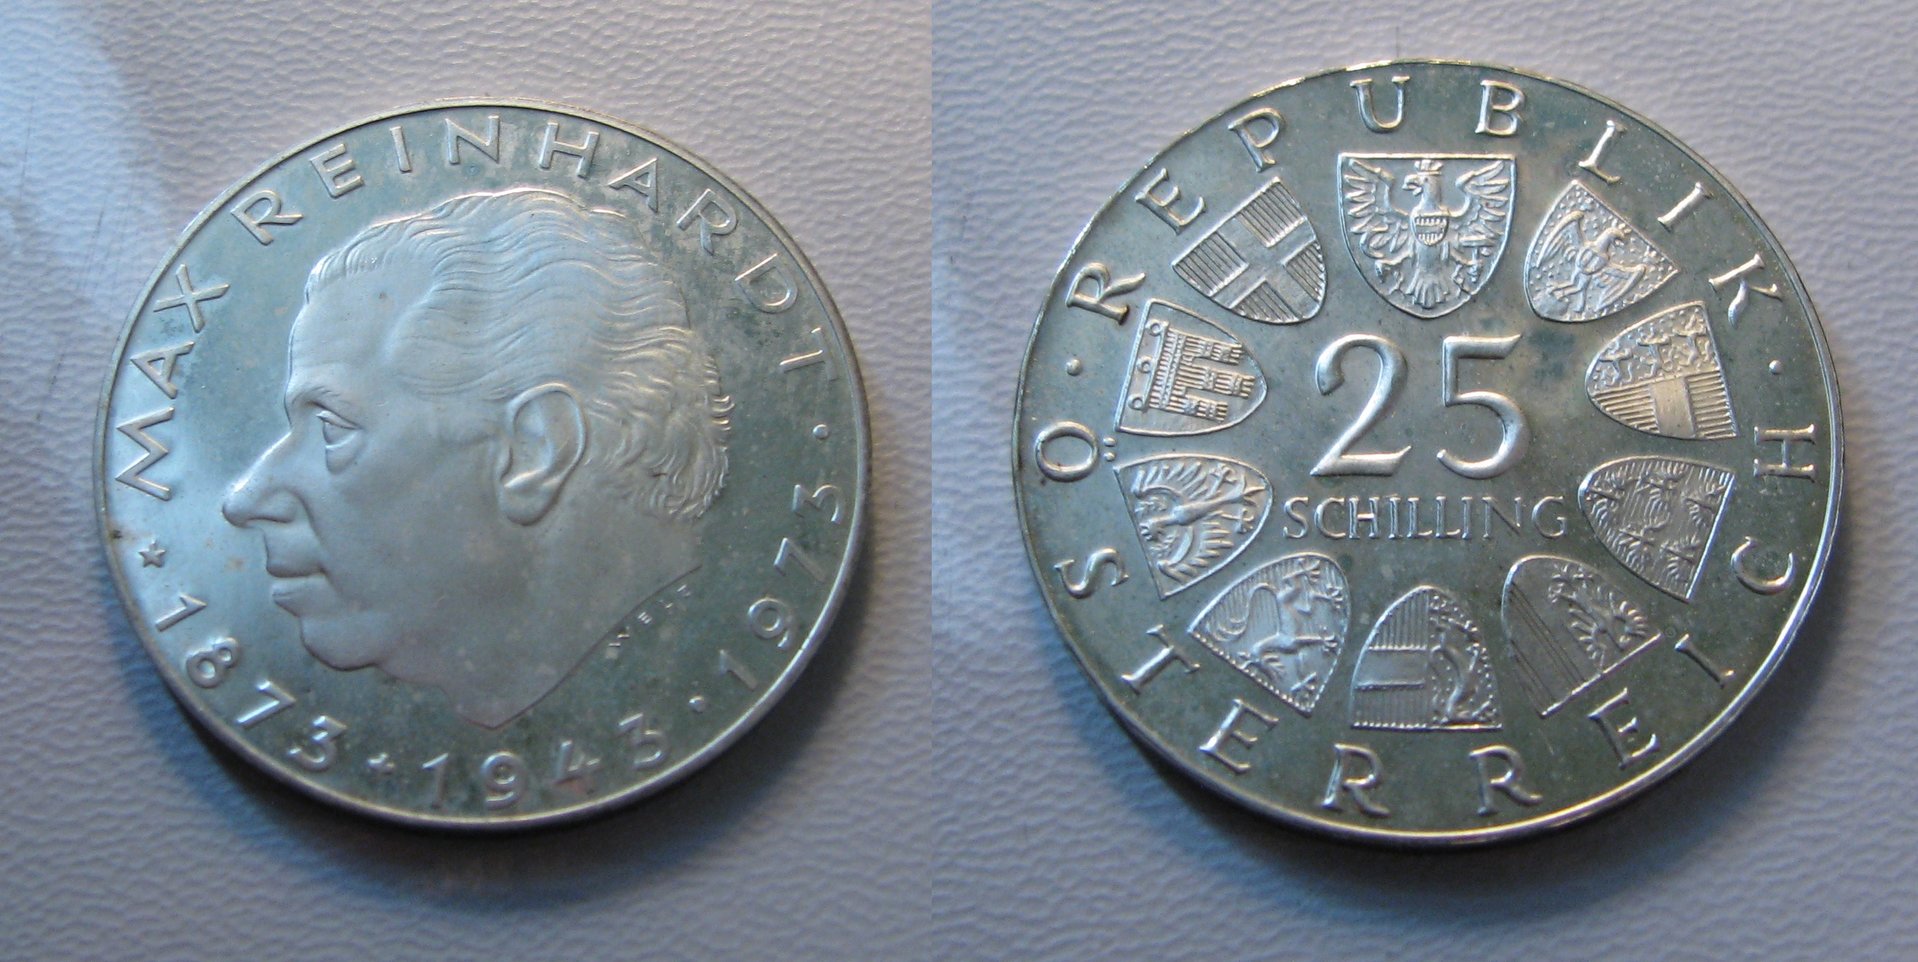 MAX REINHARDT
* 1873 + 1943 · 1973 ·
REPUBLIK · ÖSTERREICH ·
25
SCHILLING